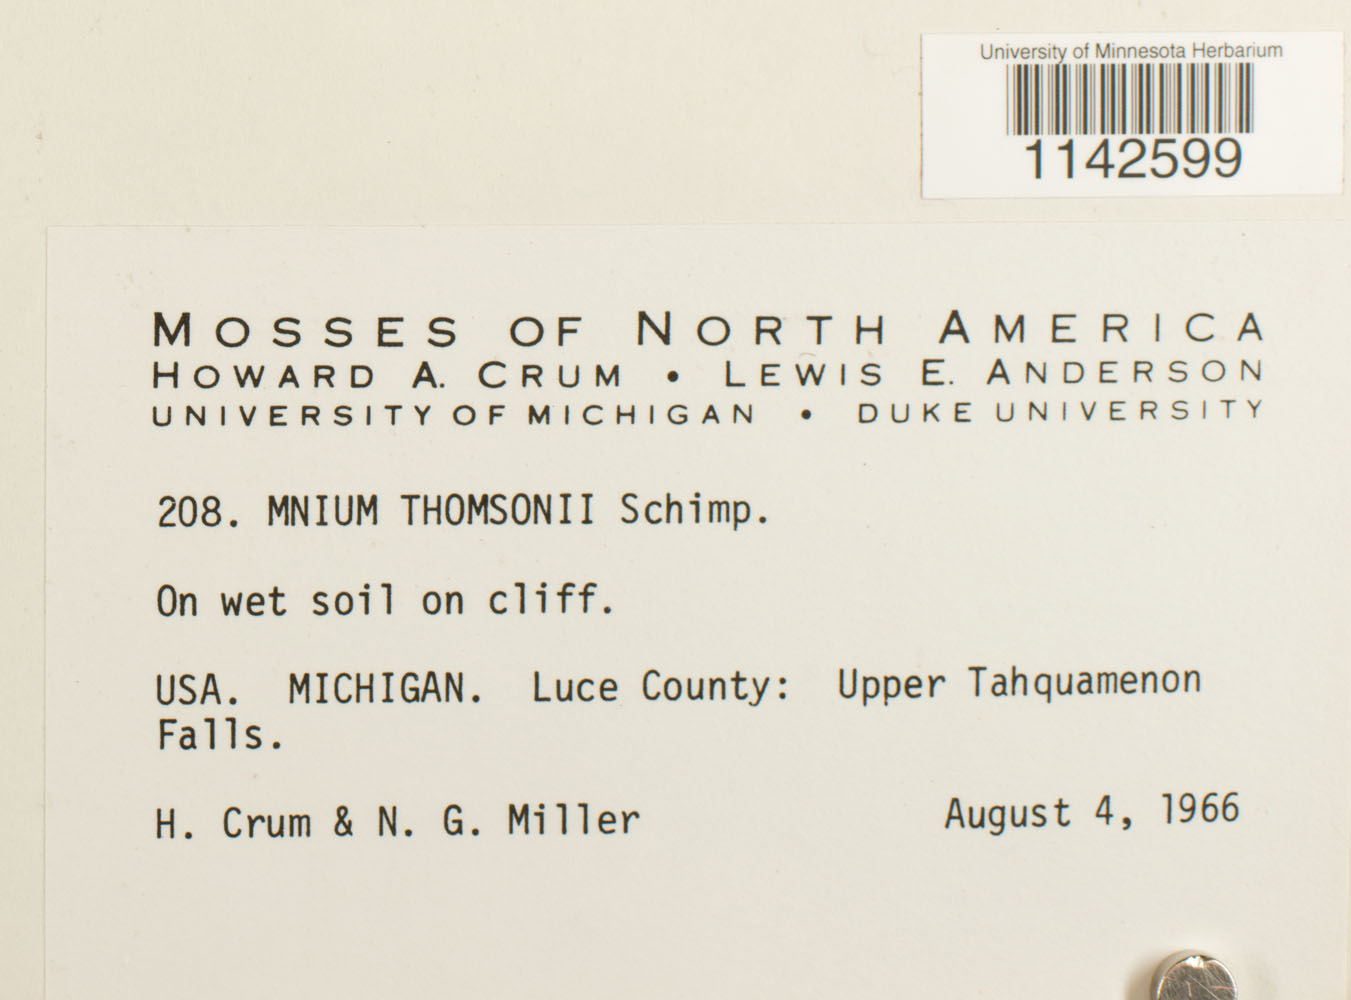 University of Minnesota Herbarium
1142599
MOSSES OF NORTH AMERICA
HOWARD A. CRUM • LEWIS E. ANDERSON
UNIVERSITY OF MICHIGAN • DUKE UNIVERSITY
208. MNIUM THOMSONII Schimp.
On wet soil on cliff.
USA. MICHIGAN. Luce County: Upper Tahquamenon
Falls.
H. Crum & N. G. Miller August 4, 1966